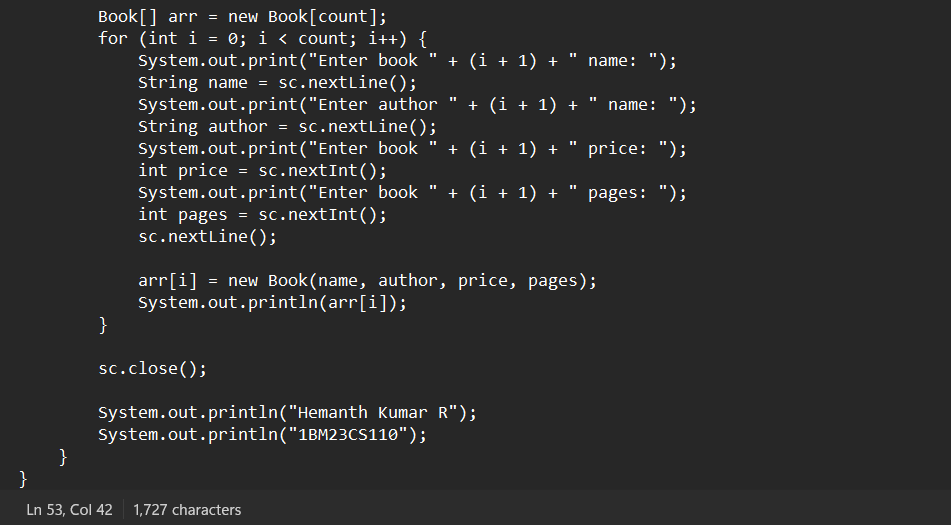 Book[] arr = new Book[count];
for (int i = 0; i < count; i++) {
System.out.print("Enter book " + (i + 1) + " name: ");
String name = sc.nextLine();
System.out.print("Enter author " + (i + 1) + " name: ");
String author = sc.nextLine();
System.out.print("Enter book " + (i + 1) + " price: ");
int price = sc.nextInt();
System.out.print("Enter book " + (i + 1) + " pages: ");
int pages = sc.nextInt();
sc.nextLine();
arr[i] = new Book(name, author, price, pages);
System.out.println(arr[i]);
}
sc.close();
System.out.println("Hemanth Kumar R");
System.out.println("1BM23CS110");
}
}
Ln 53, Col 42 1,727 characters